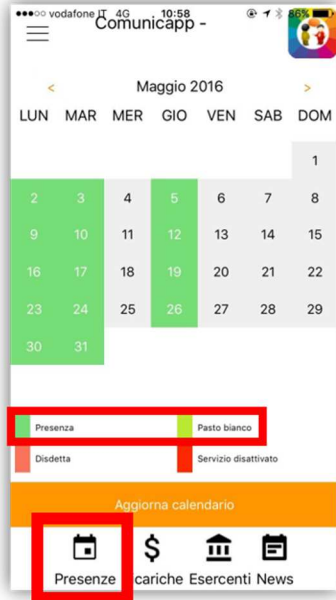 vodafone IT 4G 10:58 86%
Comunicapp -
< Maggio 2016 >
LUN MAR MER GIO VEN SAB DOM
1
2 3 4 5 6 7 8
9 10 11 12 13 14 15
16 17 18 19 20 21 22
23 24 25 26 27 28 29
30 31
Presenza Pasto bianco
Disdetta Servizio disattivato
Aggiorna calendario
$
Presenze cariche Esercenti News